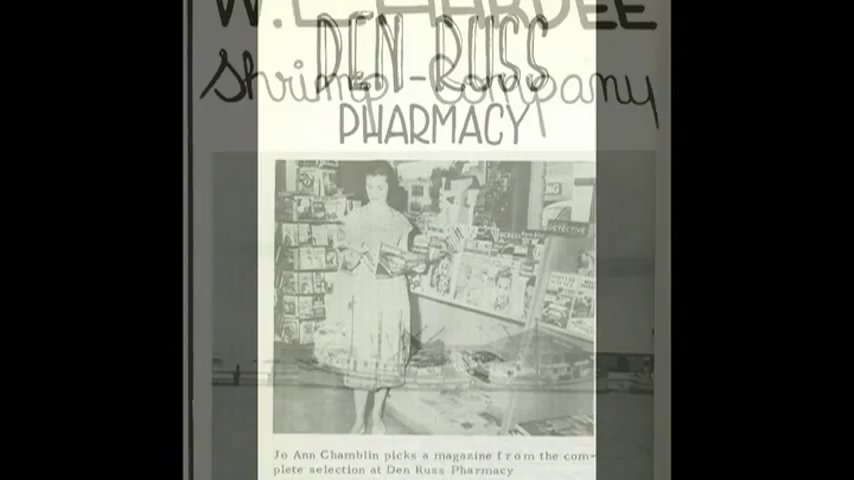 W. L. HARDEE
DEN-RUSS
Shrimp Company
PHARMACY
DETECTIVE
Jo Ann Chamblin picks a magazine from the com-
plete selection at Den Russ Pharmacy